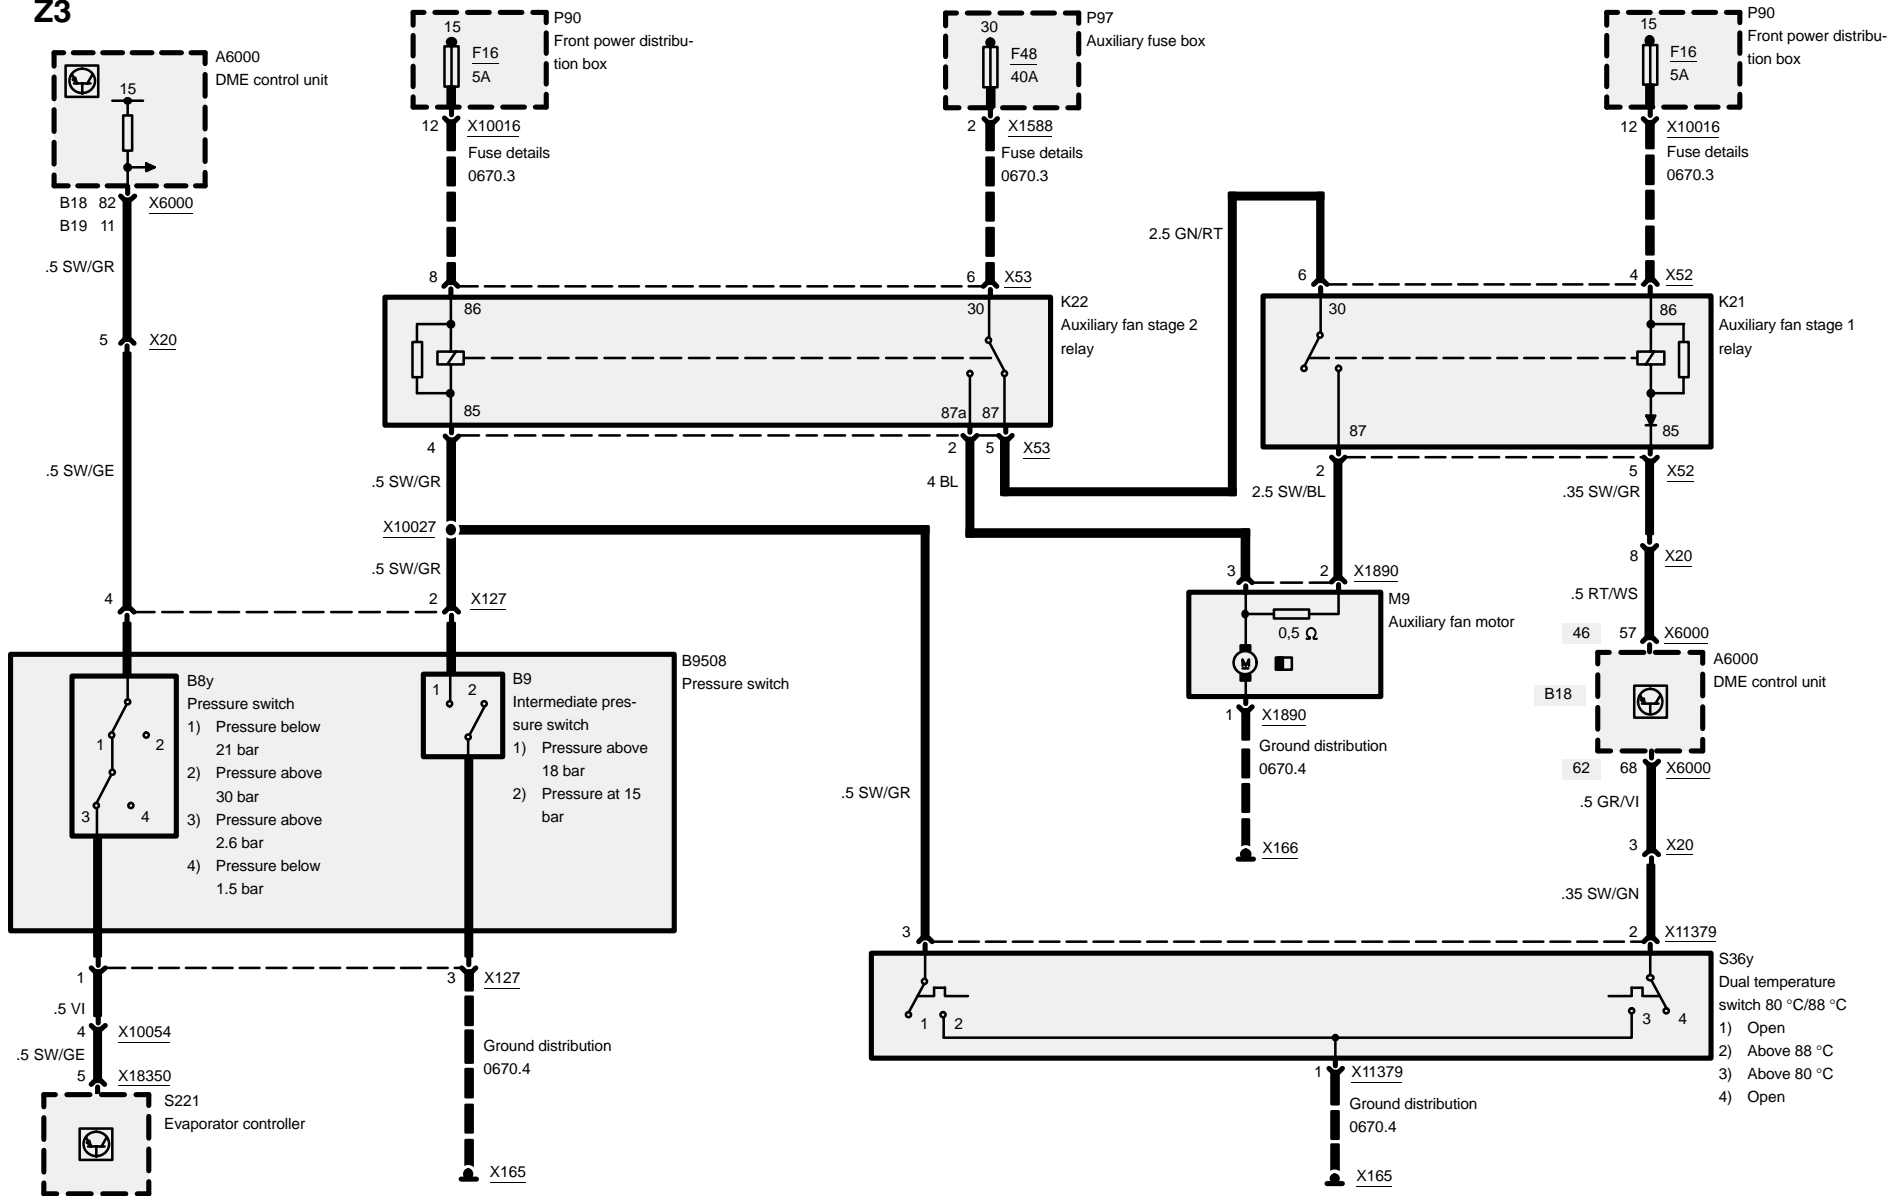 Z3
A6000
DME control unit
15
B18 82 X6000
B19 11
.5 SW/GR
5 X20
.5 SW/GE
4
P90
Front power distribu-
tion box
15
F16
5A
12 X10016
Fuse details
0670.3
8
P97
Auxiliary fuse box
30
F48
40A
2 X1588
Fuse details
0670.3
6 X53
P90
Front power distribu-
tion box
15
F16
5A
12 X10016
Fuse details
0670.3
4 X52
2.5 GN/RT
6
K22
Auxiliary fan stage 2
relay
86
30
85
87a 87
4
2 5 X53
K21
Auxiliary fan stage 1
relay
30
86
87
85
2
5 X52
.5 SW/GR
4 BL
2.5 SW/BL
.35 SW/GR
X10027
.5 SW/GR
2 X127
8 X20
.5 RT/WS
3
2 X1890
M9
Auxiliary fan motor
0,5 Ω
M
1 X1890
Ground distribution
0670.4
X166
46 57 X6000
A6000
DME control unit
B18
62 68 X6000
.5 GR/VI
3 X20
.35 SW/GN
B9508
Pressure switch
B8y
Pressure switch
1) Pressure below
21 bar
2) Pressure above
30 bar
3) Pressure above
2.6 bar
4) Pressure below
1.5 bar
1 2
3 4
B9
Intermediate pres-
sure switch
1) Pressure above
18 bar
2) Pressure at 15
bar
1 2
.5 SW/GR
3
2 X11379
1
3 X127
.5 VI
4 X10054
.5 SW/GE
5 X18350
S221
Evaporator controller
Ground distribution
0670.4
X165
S36y
Dual temperature
switch 80 °C/88 °C
1) Open
2) Above 88 °C
3) Above 80 °C
4) Open
1 2
3 4
1 X11379
Ground distribution
0670.4
X165